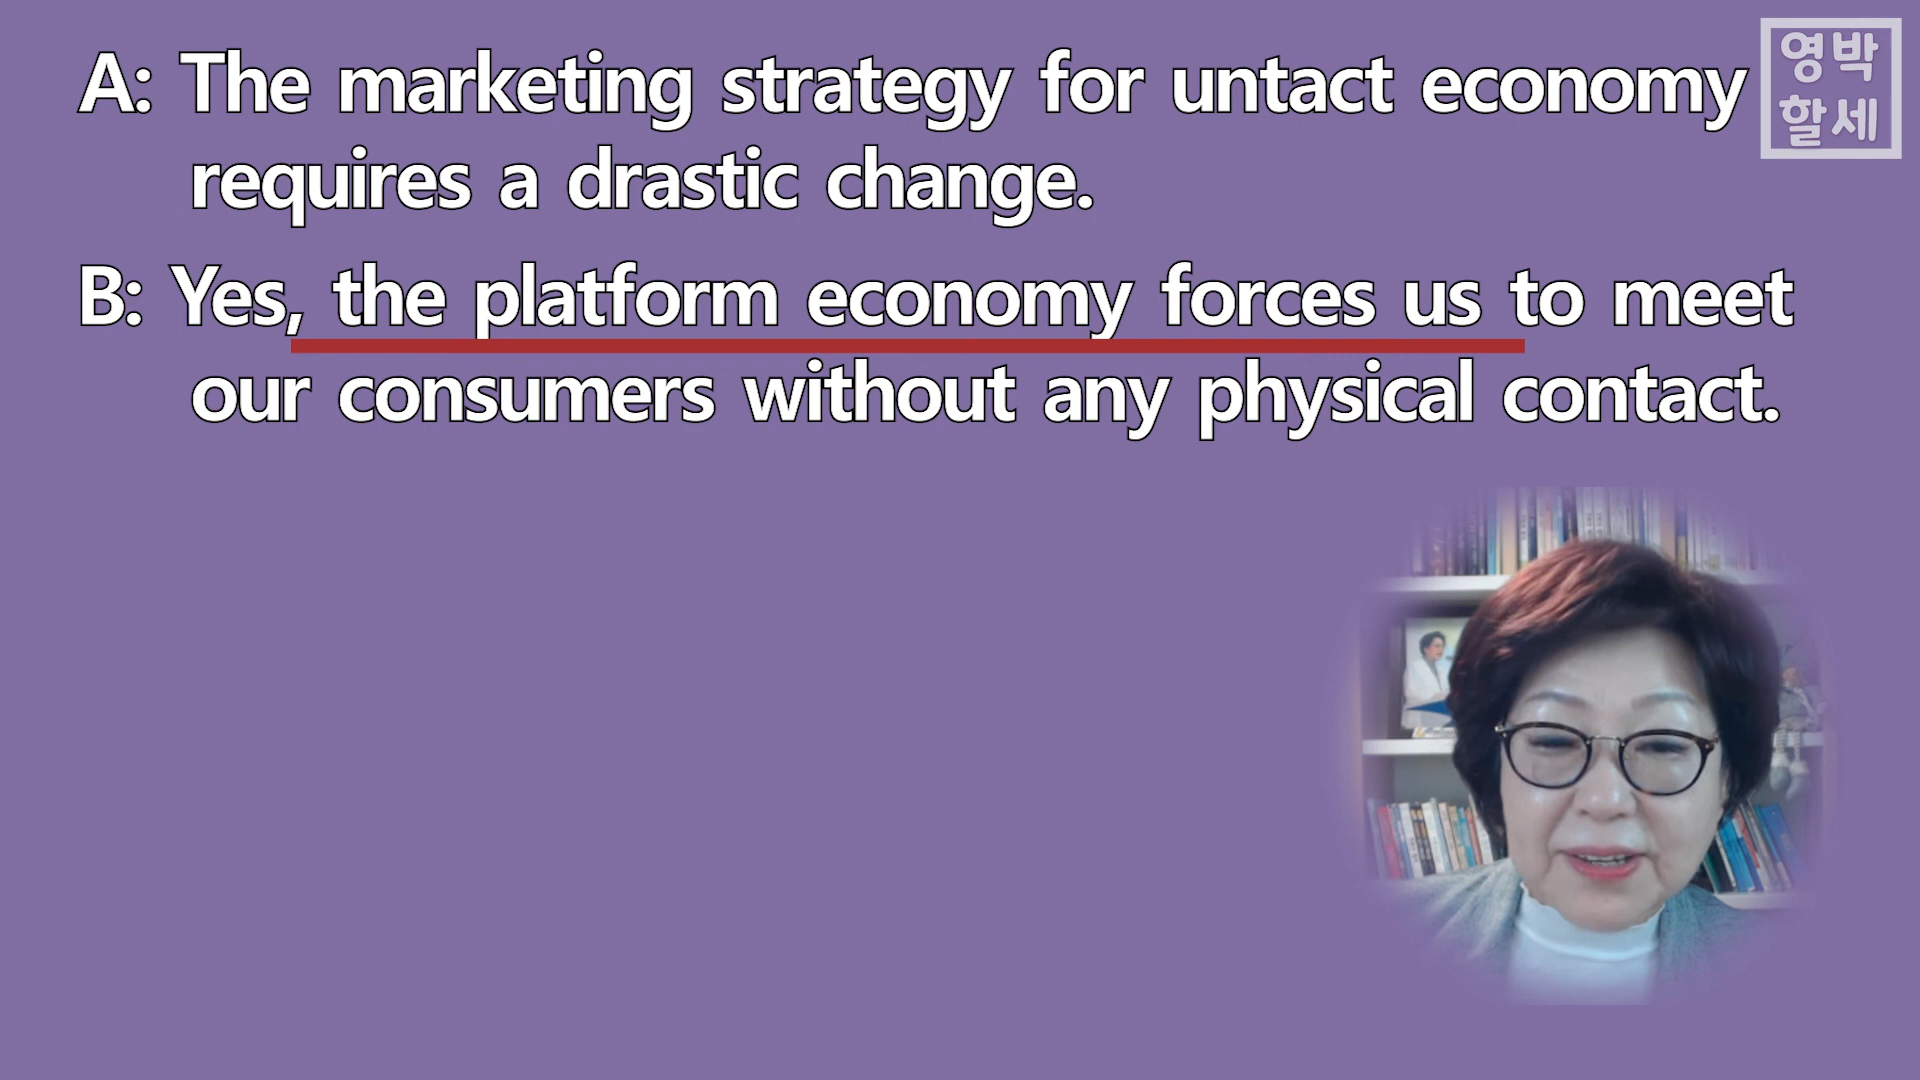 A: The marketing strategy for untact economy
requires a drastic change.
B: Yes, the platform economy forces us to meet
our consumers without any physical contact.
영박
할세